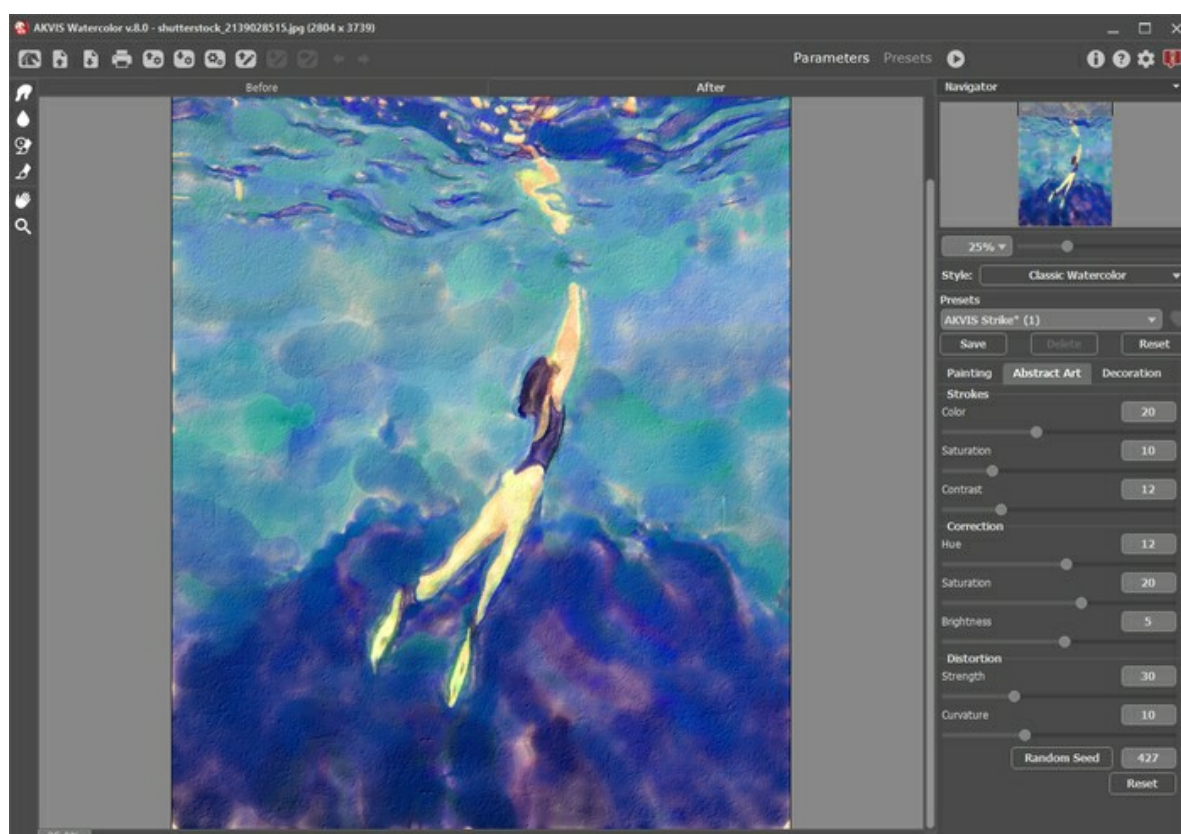 AKVIS Watercolor v.8.0 - shutterstock_2139028515.jpg (2804 x 3739)
Parameters Presets
Before After
Navigator
25%
Style: Classic Watercolor
Presets
AKVIS Strike* (1)
Save Delete Reset
Painting Abstract Art Decoration
Strokes
Color 20
Saturation 10
Contrast 12
Correction
Hue 12
Saturation 20
Brightness 5
Distortion
Strength 30
Curvature 10
Random Seed 427
Reset